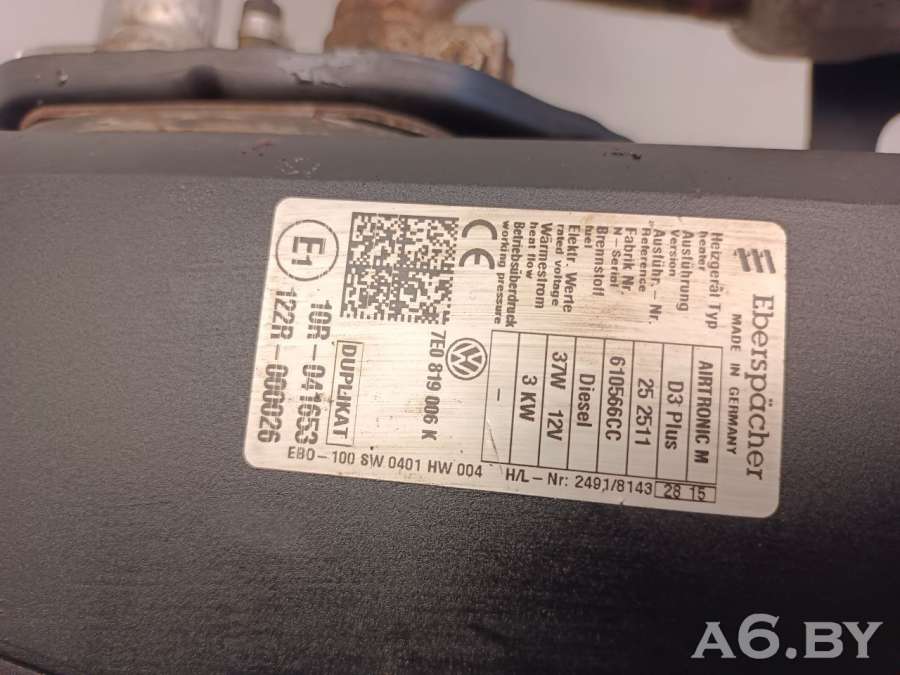 Eberspächer
MADE IN GERMANY
Heizgerät Typ
heater
AIRTRONIC M
Ausführung
Version
D3 Plus
Ausführ. - Nr.
Reference
25 2511
Fabrik Nr.
N - Serial
610566CC
Brennstoff
fuel
Diesel
Elektr. Werte
rated voltage
37W 12V
Wärmestrom
heat flow
3 KW
Betriebsüberdruck
working pressure
-
CE
7E0 819 006 K
DUPLIKAT
E1
10R-041653
122R-000026
EBO-100 SW 0401 HW 004
H/L - Nr: 2491/8143
28 15
A6.BY